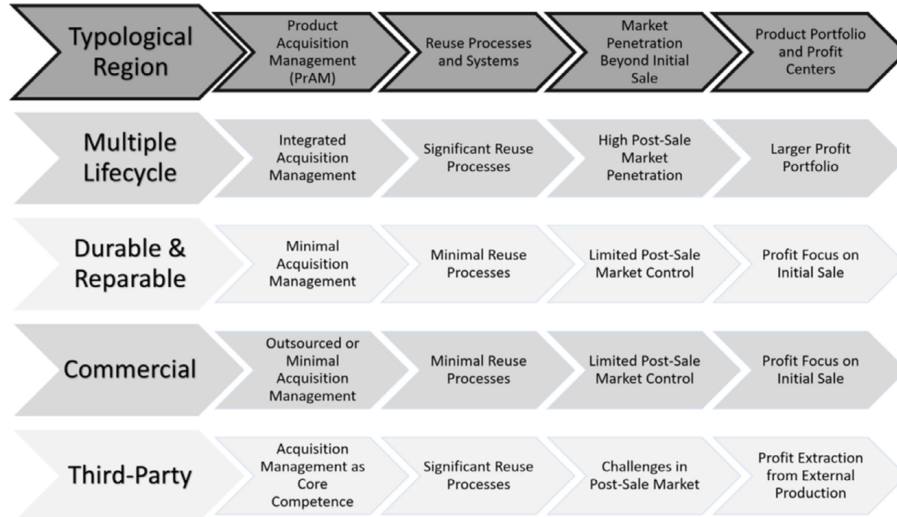 Typological
Region
Product
Acquisition
Management
(PrAM)
Reuse Processes
and Systems
Market
Penetration
Beyond Initial
Sale
Product Portfolio
and Profit
Centers
Multiple
Lifecycle
Integrated
Acquisition
Management
Significant Reuse
Processes
High Post-Sale
Market
Penetration
Larger Profit
Portfolio
Durable &
Reparable
Minimal
Acquisition
Management
Minimal Reuse
Processes
Limited Post-Sale
Market Control
Profit Focus on
Initial Sale
Commercial
Outsourced or
Minimal
Acquisition
Management
Minimal Reuse
Processes
Limited Post-Sale
Market Control
Profit Focus on
Initial Sale
Third-Party
Acquisition
Management as
Core
Competence
Significant Reuse
Processes
Challenges in
Post-Sale Market
Profit Extraction
from External
Production